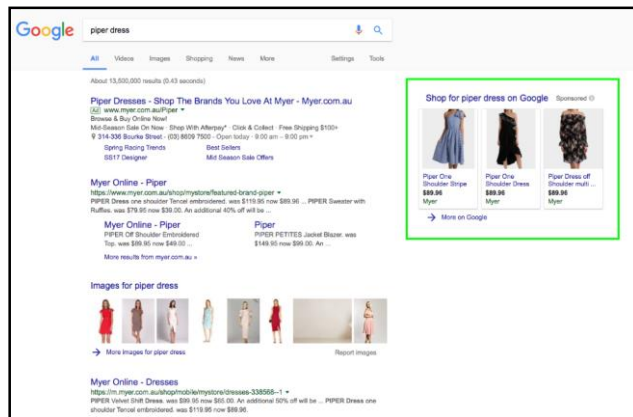 Google
piper dress
All Videos Images Shopping News More Settings Tools
About 13,500,000 results (0.43 seconds)
Piper Dresses - Shop The Brands You Love At Myer - Myer.com.au
Ad www.myer.com.au/Piper
Browse & Buy Online Now!
Mid-Season Sale On Now · Shop With Afterpay* · Click & Collect · Free Shipping $100+
314-336 Bourke Street - (03) 8609 7500 - Open today · 9:00 am – 8:00 pm
Spring Racing Trends Best Sellers
SS17 Designer Mid Season Sale Offers
Myer Online - Piper
https://www.myer.com.au/shop/mystore/featured-brand-piper
PIPER Dress one shoulder Tencel embroidered. was $119.95 now $89.96 ... PIPER Sweater with
Ruffles. was $79.95 now $39.00. An additional 40% off will be ...
Myer Online - Piper Piper
PIPER Off Shoulder Embroidered PIPER PETITES Jacket Blazer. was
Top. was $89.95 now $49.00 ... $149.95 now $99.00. An ...
More results from myer.com.au »
Images for piper dress
More images for piper dress Report images
Myer Online - Dresses
https://m.myer.com.au/shop/mobile/mystore/dresses-338568--1
PIPER Velvet Shift Dress. was $99.95 now $65.00. An additional 50% off will be ... PIPER Dress one
shoulder Tencel embroidered. was $119.95 now $89.96.
Shop for piper dress on Google Sponsored
Piper One Piper One Piper Dress off
Shoulder Stripe Shoulder Dress Shoulder multi ...
$89.96 $89.96 $89.96
Myer Myer Myer
More on Google